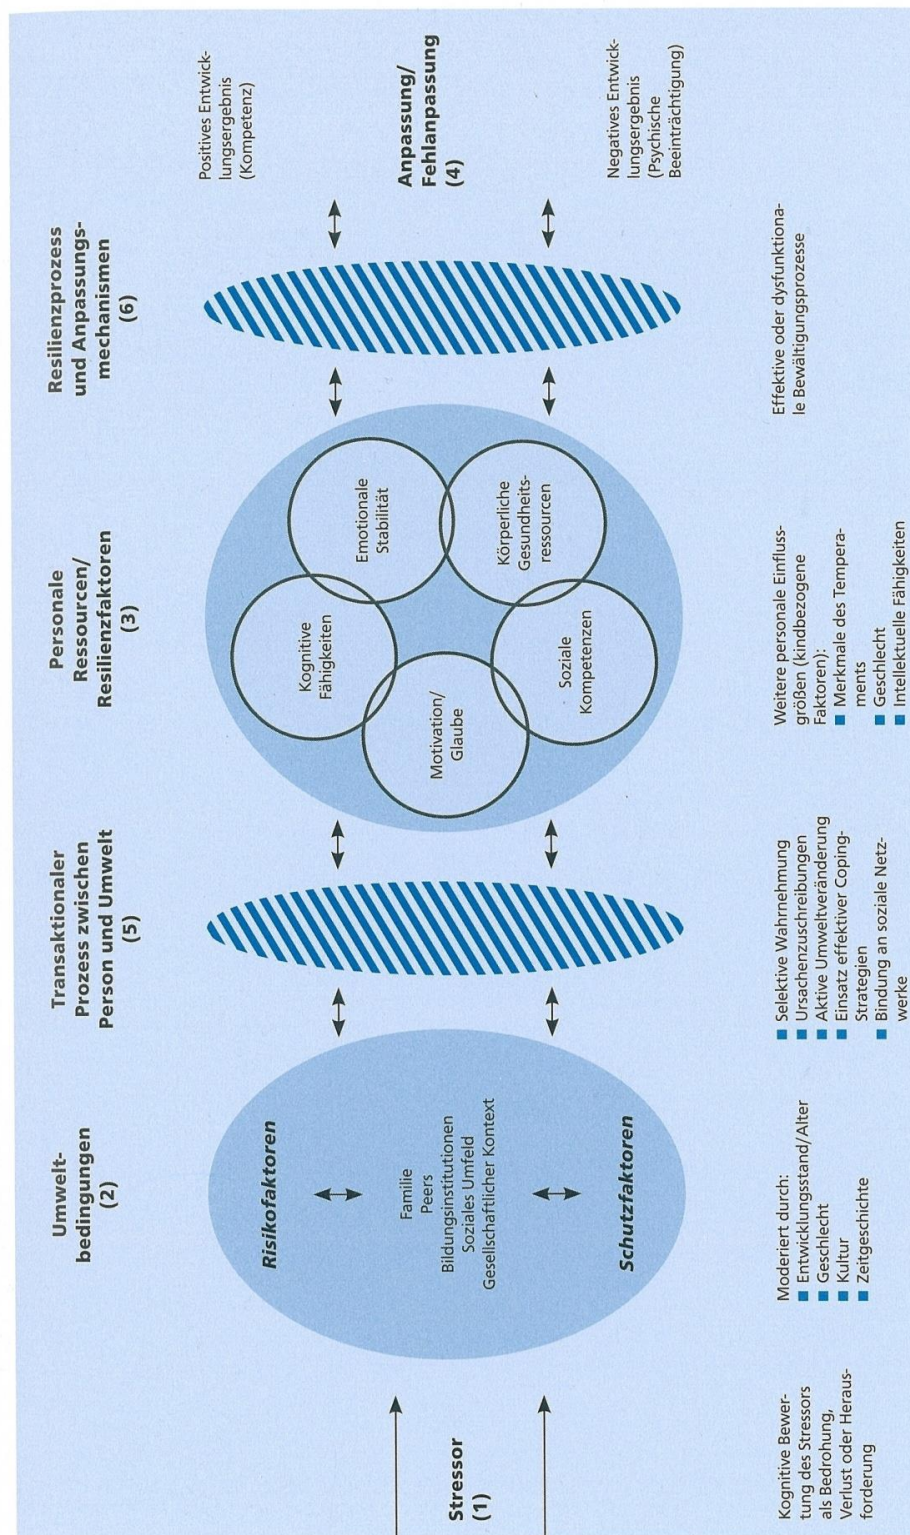 Stressor
(1)
Kognitive Bewer-
tung des Stressors
als Bedrohung,
Verlust oder Heraus-
forderung
Umwelt-
bedingungen
(2)
Risikofaktoren
Familie
Peers
Bildungsinstitutionen
Soziales Umfeld
Gesellschaftlicher Kontext
Schutzfaktoren
Moderiert durch:
Entwicklungsstand/Alter
Geschlecht
Kultur
Zeitgeschichte
Transaktionaler
Prozess zwischen
Person und Umwelt
(5)
Selektive Wahrnehmung
Ursachenzuschreibungen
Aktive Umweltveränderung
Einsatz effektiver Coping-
Strategien
Bindung an soziale Netz-
werke
Personale
Ressourcen/
Resilienzfaktoren
(3)
Kognitive
Fähigkeiten
Emotionale
Stabilität
Motivation/
Glaube
Soziale
Kompetenzen
Körperliche
Gesundheits-
ressourcen
Weitere personale Einfluss-
größen (kindbezogene
Faktoren):
Merkmale des Tempera-
ments
Geschlecht
Intellektuelle Fähigkeiten
Resilienzprozess
und Anpassungs-
mechanismen
(6)
Effektive oder dysfunktiona-
le Bewältigungsprozesse
Positives Entwick-
lungsergebnis
(Kompetenz)
Anpassung/
Fehlanpassung
(4)
Negatives Entwick-
lungsergebnis
(Psychische
Beeinträchtigung)